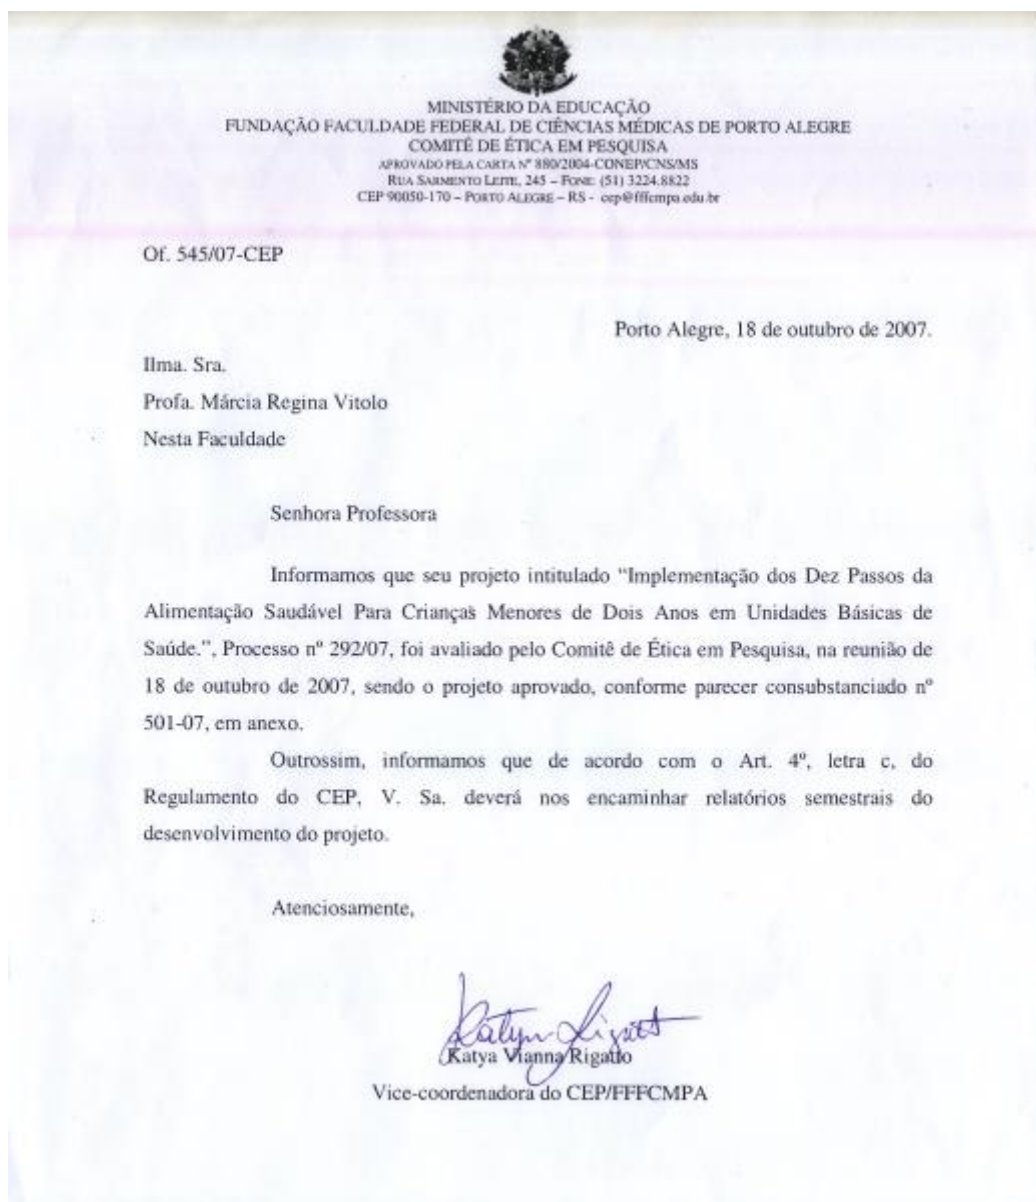 MINISTÉRIO DA EDUCAÇÃO
FUNDAÇÃO FACULDADE FEDERAL DE CIÊNCIAS MÉDICAS DE PORTO ALEGRE
COMITÊ DE ÉTICA EM PESQUISA
APROVADO PELA CARTA Nº 880/2004-CONEP/CNS/MS
RUA SARMENTO LEITE, 245 – FONE: (51) 3224.8822
CEP 90050-170 – PORTO ALEGRE – RS - cep@fffcmpa.edu.br
Of. 545/07-CEP
Porto Alegre, 18 de outubro de 2007.
Ilma. Sra.
Profa. Márcia Regina Vitolo
Nesta Faculdade
Senhora Professora
Informamos que seu projeto intitulado “Implementação dos Dez Passos da
Alimentação Saudável Para Crianças Menores de Dois Anos em Unidades Básicas de
Saúde.”, Processo nº 292/07, foi avaliado pelo Comitê de Ética em Pesquisa, na reunião de
18 de outubro de 2007, sendo o projeto aprovado, conforme parecer consubstanciado nº
501-07, em anexo.
Outrossim, informamos que de acordo com o Art. 4º, letra c, do
Regulamento do CEP, V. Sa. deverá nos encaminhar relatórios semestrais do
desenvolvimento do projeto.
Atenciosamente,
Katya Rigatto
Katya Vianna Rigatto
Vice-coordenadora do CEP/FFFCMPA